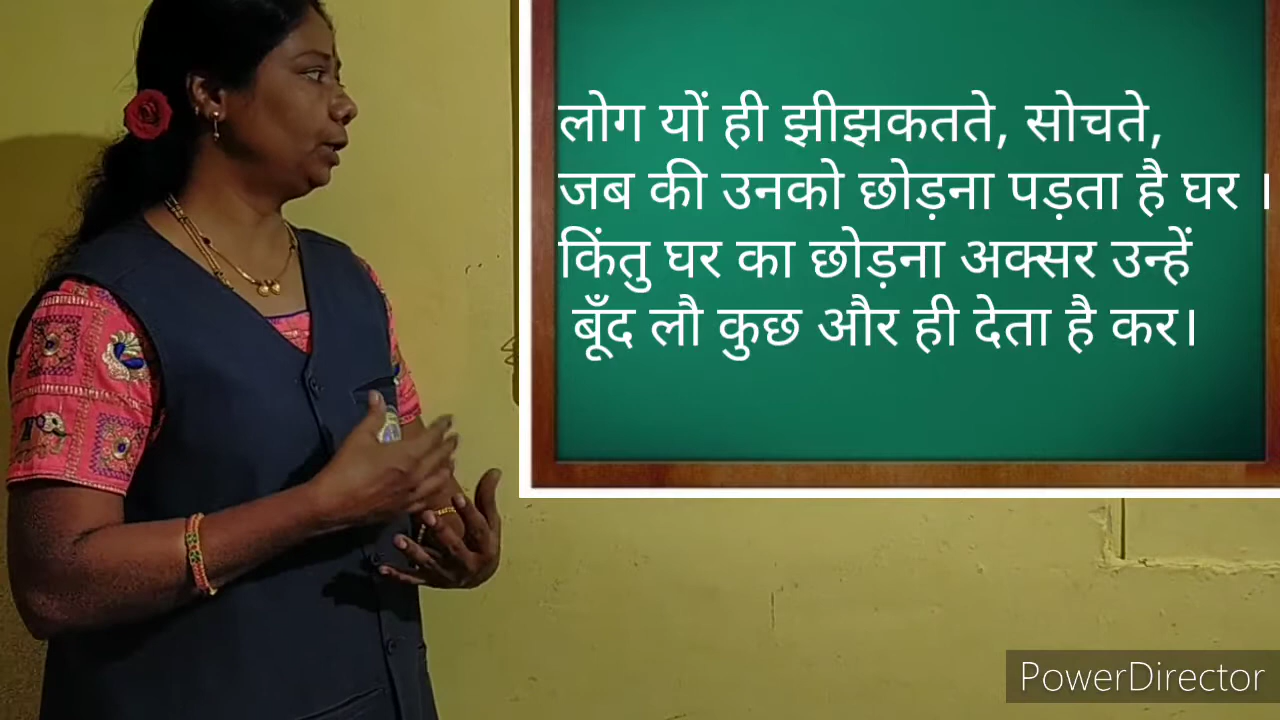 लोग यों ही झीझकतते, सोचते,
जब की उनको छोड़ना पड़ता है घर ।
किंतु घर का छोड़ना अक्सर उन्हें
बूँद लौ कुछ और ही देता है कर।
PowerDirector